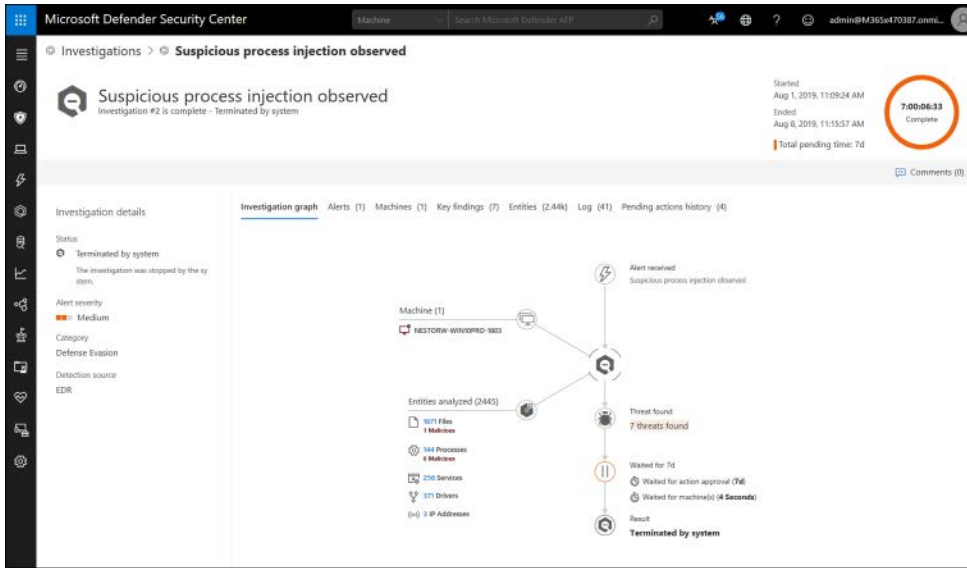 Microsoft Defender Security Center
Machine
Search Microsoft Defender ATP
56
?
admin@M365x470387.onmi...
Investigations > Suspicious process injection observed
Suspicious process injection observed
Investigation #2 is complete - Terminated by system
Started
Aug 1, 2019, 11:09:24 AM
Ended
Aug 8, 2019, 11:15:57 AM
Total pending time: 7d
7:00:06:33
Complete
Comments (0)
Investigation details
Status
Terminated by system
The investigation was stopped by the sy
stem.
Alert severity
Medium
Category
Defense Evasion
Detection source
EDR
Investigation graph Alerts (1) Machines (1) Key findings (7) Entities (2.44k) Log (41) Pending actions history (4)
Alert received
Suspicious process injection observed
Machine (1)
NESTORW-WIN10PRO-1803
Entities analyzed (2445)
1671 Files
1 Malicious
144 Processes
6 Malicious
256 Services
371 Drivers
3 IP Addresses
Threat found
7 threats found
Waited for 7d
Waited for action approval (7d)
Waited for machine(s) (4 Seconds)
Result
Terminated by system